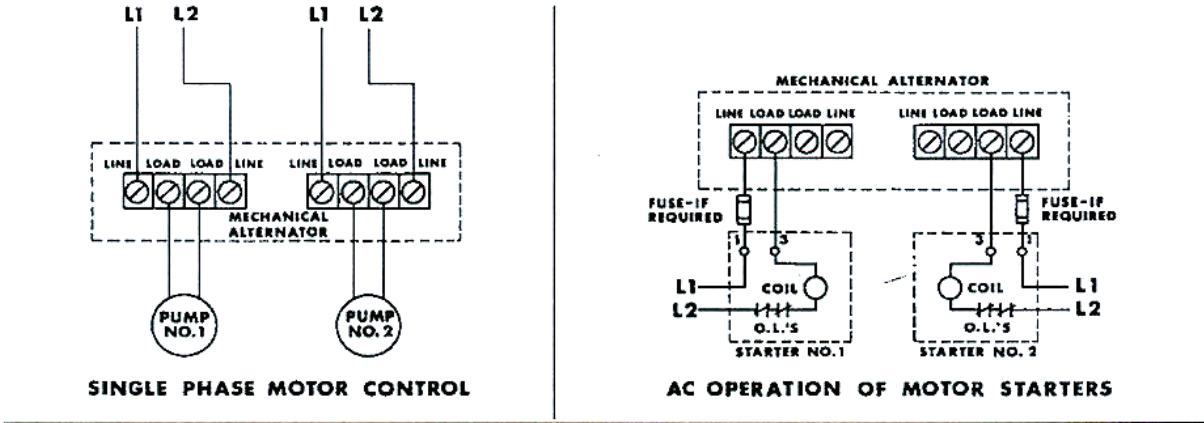 L1 L2 L1 L2
LINE LOAD LOAD LINE LINE LOAD LOAD LINE
MECHANICAL
ALTERNATOR
PUMP
NO.1
PUMP
NO.2
SINGLE PHASE MOTOR CONTROL
MECHANICAL ALTERNATOR
LINE LOAD LOAD LINE LINE LOAD LOAD LINE
FUSE-IF
REQUIRED
FUSE-IF
REQUIRED
1 3 3 1
L1 COIL COIL L1
L2 L2
O.L.'S O.L.'S
STARTER NO.1 STARTER NO. 2
AC OPERATION OF MOTOR STARTERS